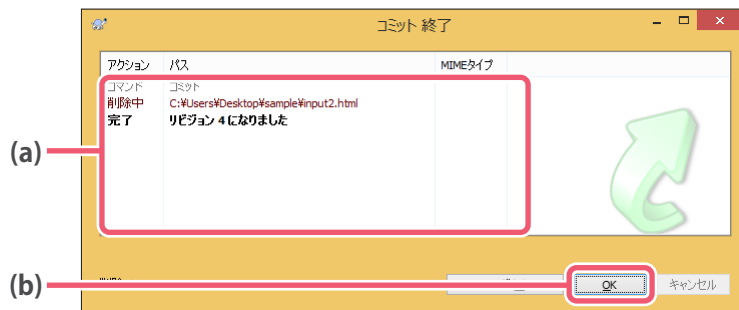 コミット 終了
アクション パス MIMEタイプ
コマンド コミット
削除中 C:¥Users¥Desktop¥sample¥input2.html
完了 リビジョン 4 になりました
(a)
(b)
OK キャンセル